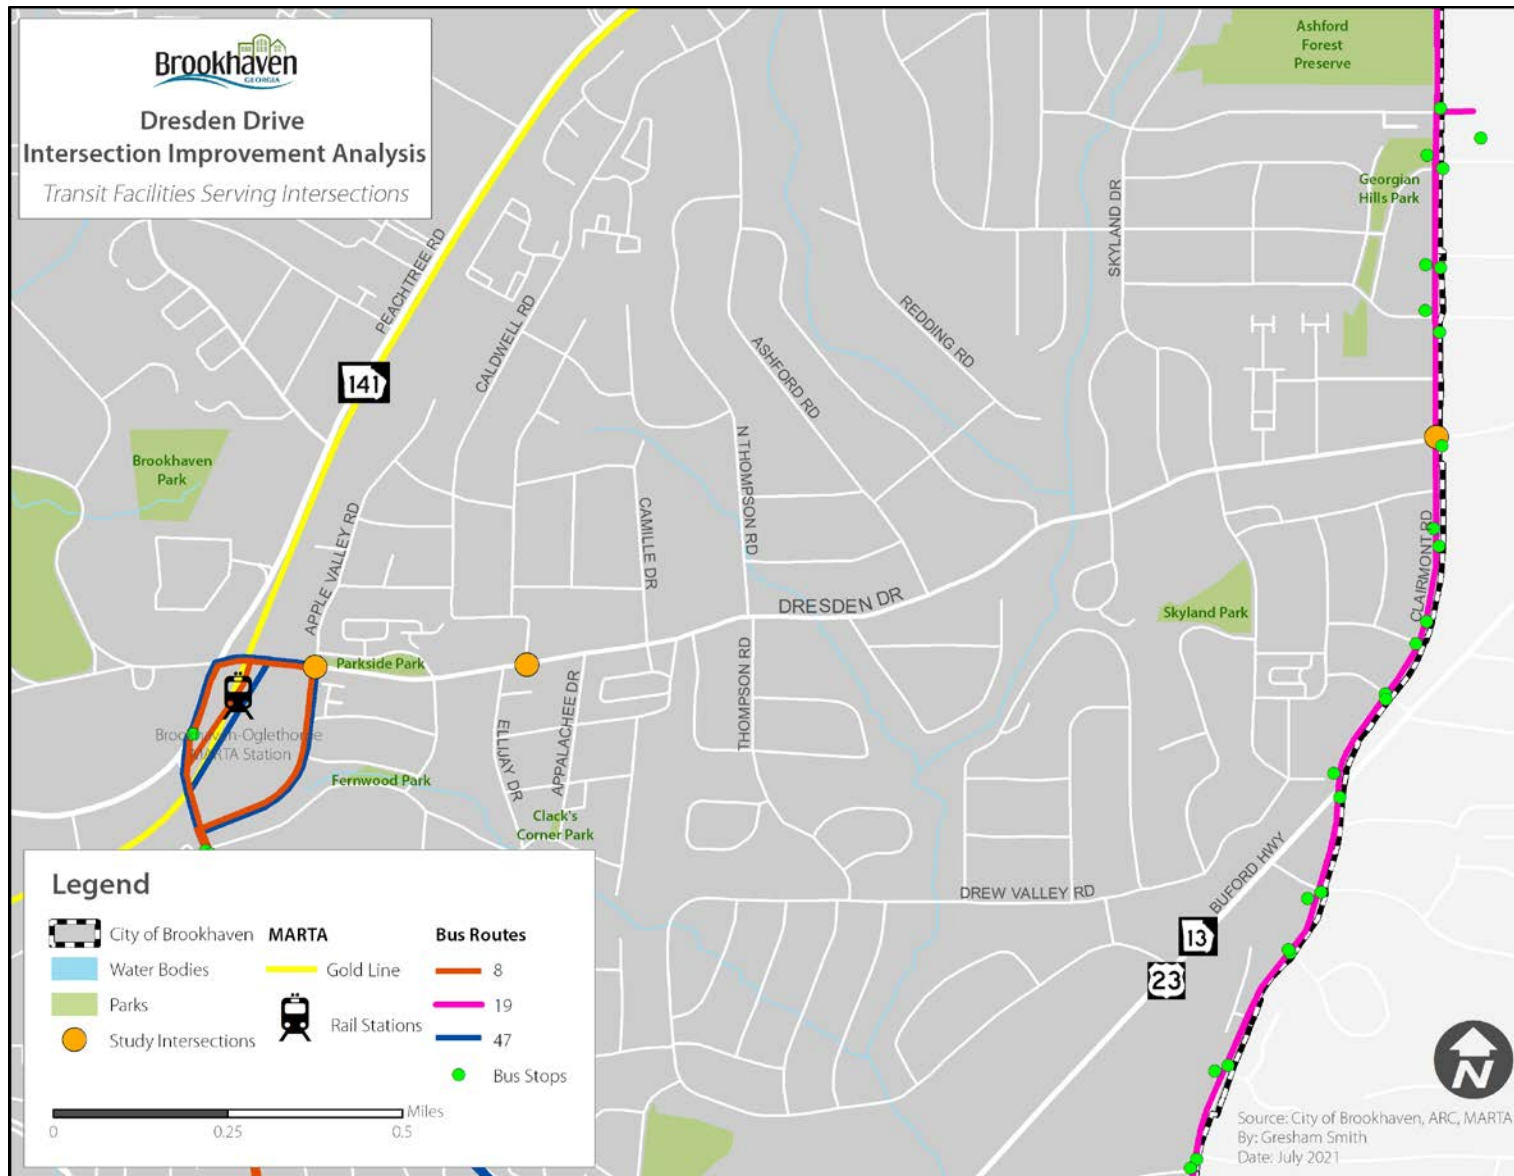 Brookhaven
GEORGIA
Dresden Drive
Intersection Improvement Analysis
Transit Facilities Serving Intersections
Ashford
Forest
Preserve
Georgian
Hills Park
SKYLAND DR
PEACHTREE RD
CALDWELL RD
REDDING RD
ASHFORD RD
141
N THOMPSON RD
Brookhaven
Park
CAMILLE DR
APPLE VALLEY RD
CLAIRMONT RD
DRESDEN DR
Skyland Park
Parkside Park
THOMPSON RD
APPALACHEE DR
ELLIJAY DR
Brookhaven-Oglethorpe
MARTA Station
Fernwood Park
Clack's
Corner Park
DREW VALLEY RD
BUFORD HWY
13
23
Legend
City of Brookhaven
Water Bodies
Parks
Study Intersections
MARTA
Gold Line
Rail Stations
Bus Routes
8
19
47
Bus Stops
Miles
0 0.25 0.5
N
Source: City of Brookhaven, ARC, MARTA
By: Gresham Smith
Date: July 2021